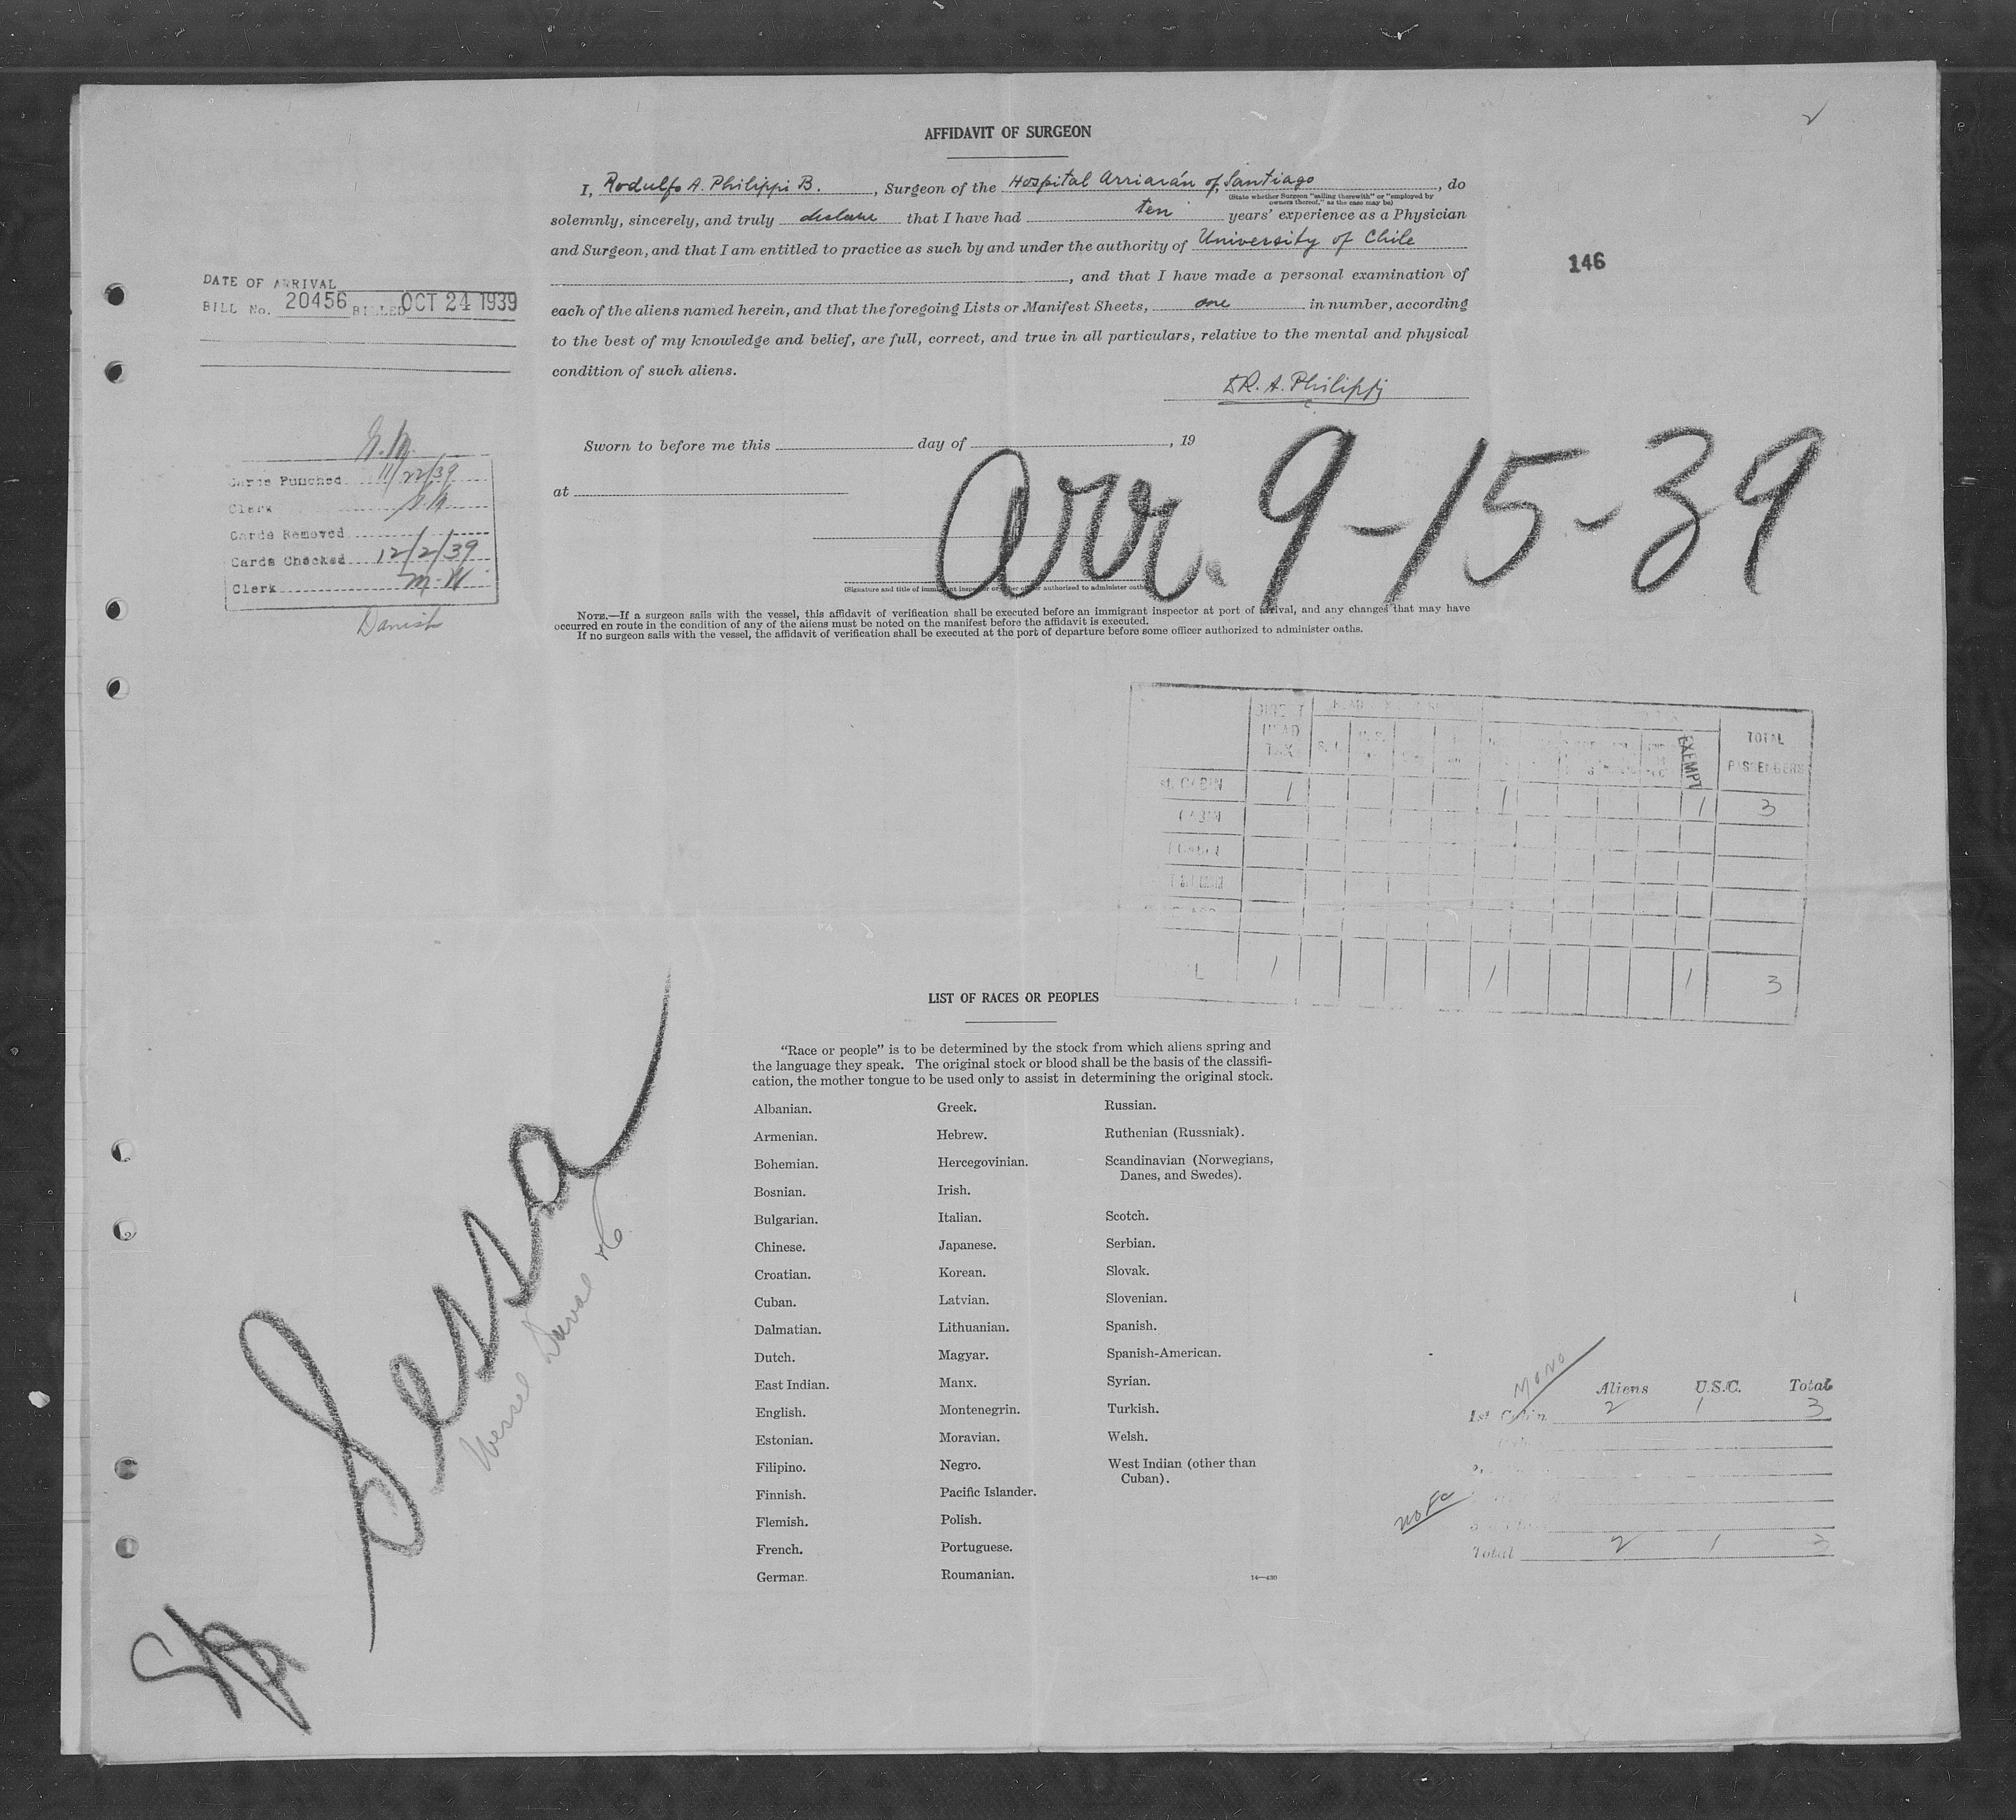 AFFIDAVIT OF SURGEON
I, Rodulfo A. Philippi B., Surgeon of the Hospital Arriarán of Santiago, do
(State whether Surgeon "sailing therewith" or "employed by
owners thereof," as the case may be)
solemnly, sincerely, and truly declare that I have had ten years' experience as a Physician
and Surgeon, and that I am entitled to practice as such by and under the authority of University of Chile
, and that I have made a personal examination of
each of the aliens named herein, and that the foregoing Lists or Manifest Sheets, one in number, according
to the best of my knowledge and belief, are full, correct, and true in all particulars, relative to the mental and physical
condition of such aliens.
DR. A. Philippi
146
DATE OF ARRIVAL
BILL No. 20456 BILLED OCT 24 1939
Sworn to before me this day of , 19
at
Arr. 9-15-39
(Signature and title of immigrant inspector or other officer authorized to administer oaths)
Cards Punched 11/22/39
Clerk
Cards Removed
Cards Checked 12/2/39
Clerk M.W
Danish
NOTE.—If a surgeon sails with the vessel, this affidavit of verification shall be executed before an immigrant inspector at port of arrival, and any changes that may have
occurred en route in the condition of any of the aliens must be noted on the manifest before the affidavit is executed.
If no surgeon sails with the vessel, the affidavit of verification shall be executed at the port of departure before some officer authorized to administer oaths.
DIRECT HEAD TAX EXEMPT TOTAL PASSENGERS
1 1 1 3
CABIN
CABIN
TOTAL 1 1 1 3
LIST OF RACES OR PEOPLES
"Race or people" is to be determined by the stock from which aliens spring and
the language they speak. The original stock or blood shall be the basis of the classifi-
cation, the mother tongue to be used only to assist in determining the original stock.
Albanian.
Armenian.
Bohemian.
Bosnian.
Bulgarian.
Chinese.
Croatian.
Cuban.
Dalmatian.
Dutch.
East Indian.
English.
Estonian.
Filipino.
Finnish.
Flemish.
French.
German.
Greek.
Hebrew.
Hercegovinian.
Irish.
Italian.
Japanese.
Korean.
Latvian.
Lithuanian.
Magyar.
Manx.
Montenegrin.
Moravian.
Negro.
Pacific Islander.
Polish.
Portuguese.
Roumanian.
Russian.
Ruthenian (Russniak).
Scandinavian (Norwegians,
Danes, and Swedes).
Scotch.
Serbian.
Slovak.
Slovenian.
Spanish.
Spanish-American.
Syrian.
Turkish.
Welsh.
West Indian (other than
Cuban).
14—430
Sessa
Wessel Duval & Co
MONO
Aliens U.S.C. Total
1st Cabin 2 1 3
Total 2 1 3